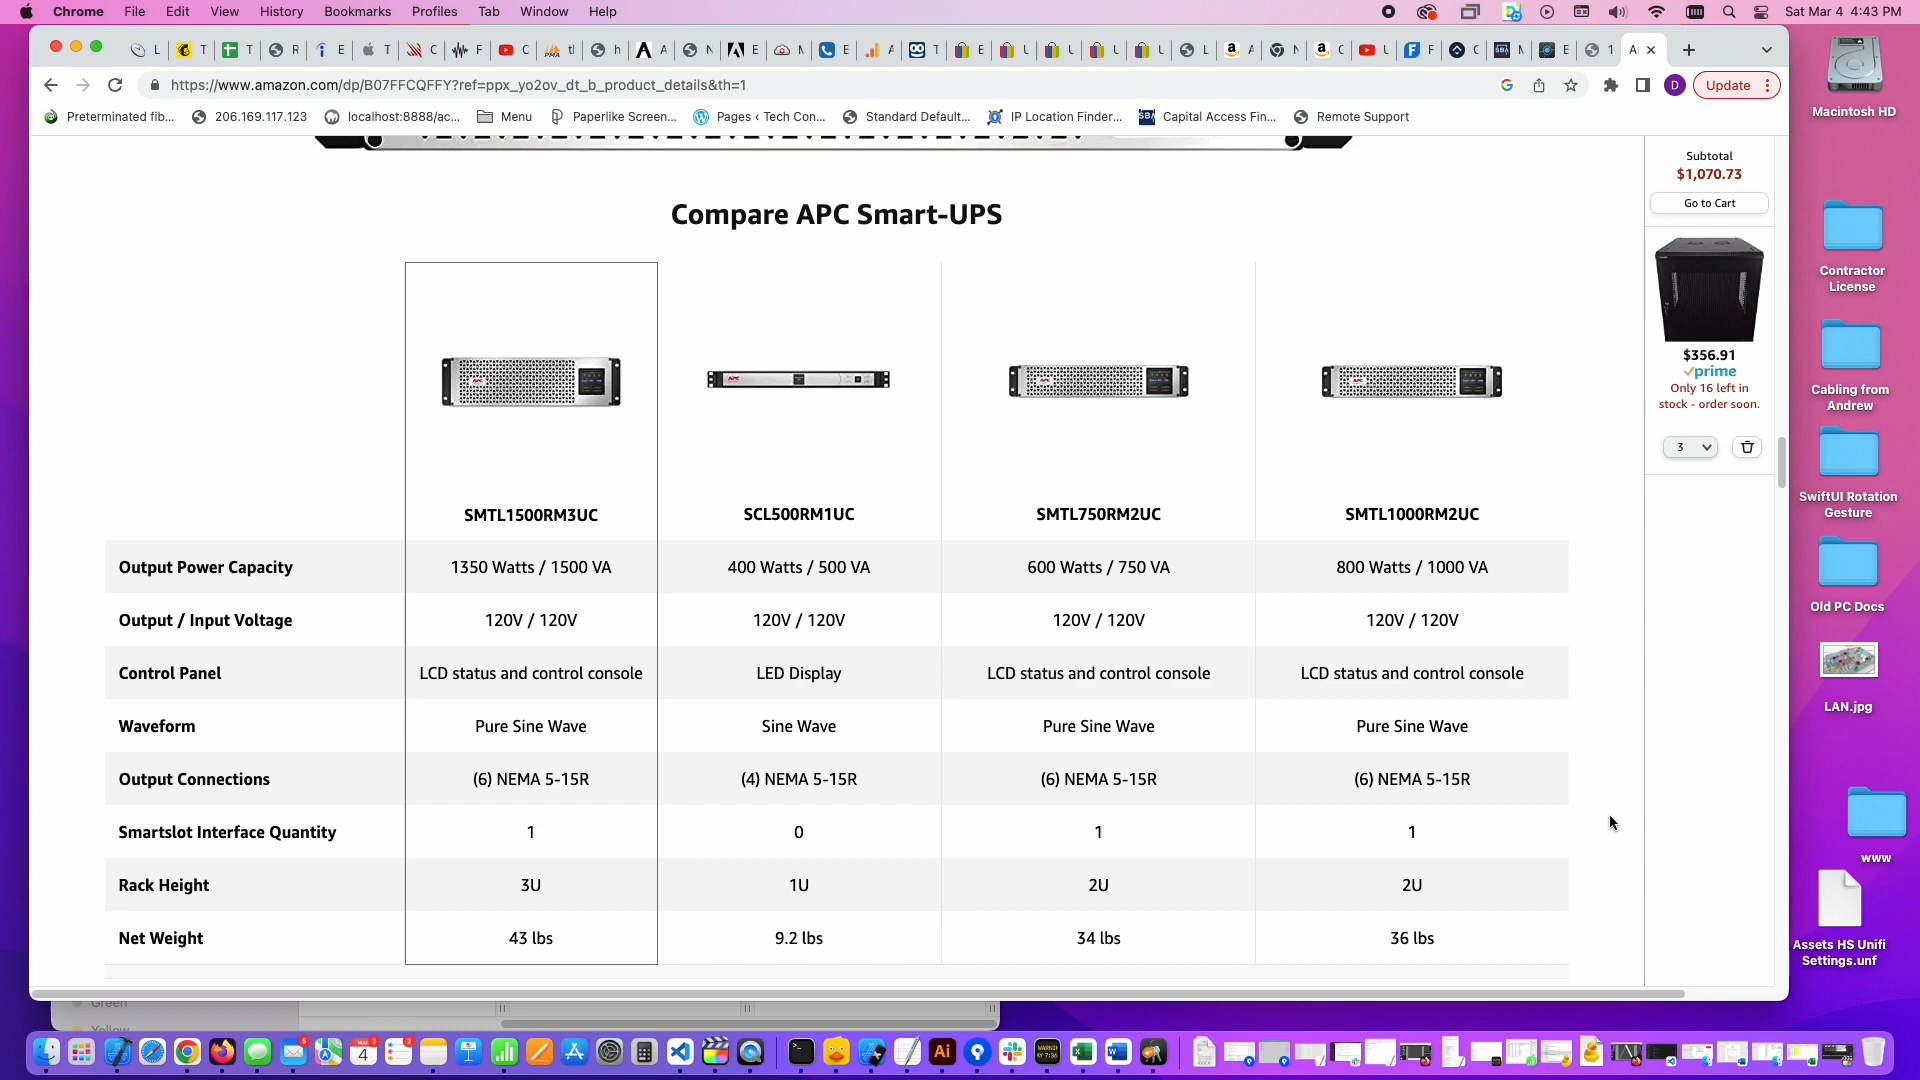 Chrome File Edit View History Bookmarks Profiles Tab Window Help
Sat Mar 4 4:43 PM
https://www.amazon.com/dp/B07FFCQFFY?ref=ppx_yo2ov_dt_b_product_details&th=1
D
Update
Preterminated fib...
206.169.117.123
localhost:8888/ac...
Menu
Paperlike Screen...
Pages ‹ Tech Con...
Standard Default...
IP Location Finder...
Capital Access Fin...
Remote Support
Compare APC Smart-UPS
SMTL1500RM3UC SCL500RM1UC SMTL750RM2UC SMTL1000RM2UC
Output Power Capacity 1350 Watts / 1500 VA 400 Watts / 500 VA 600 Watts / 750 VA 800 Watts / 1000 VA
Output / Input Voltage 120V / 120V 120V / 120V 120V / 120V 120V / 120V
Control Panel LCD status and control console LED Display LCD status and control console LCD status and control console
Waveform Pure Sine Wave Sine Wave Pure Sine Wave Pure Sine Wave
Output Connections (6) NEMA 5-15R (4) NEMA 5-15R (6) NEMA 5-15R (6) NEMA 5-15R
Smartslot Interface Quantity 1 0 1 1
Rack Height 3U 1U 2U 2U
Net Weight 43 lbs 9.2 lbs 34 lbs 36 lbs
Subtotal
$1,070.73
Go to Cart
$356.91
prime
Only 16 left in
stock - order soon.
3
Macintosh HD
Contractor
License
Cabling from
Andrew
SwiftUI Rotation
Gesture
Old PC Docs
LAN.jpg
www
Assets HS Unifi
Settings.unf
Green
Yellow